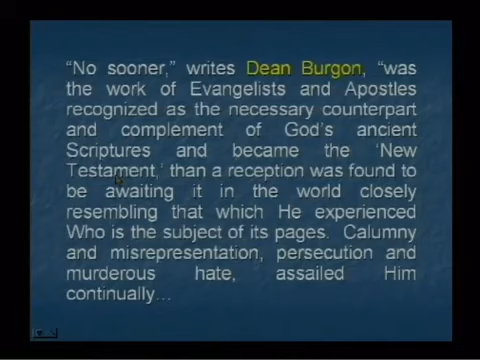 “No sooner,” writes Dean Burgon, “was
the work of Evangelists and Apostles
recognized as the necessary counterpart
and complement of God’s ancient
Scriptures and became the ‘New
Testament,’ than a reception was found to
be awaiting it in the world closely
resembling that which He experienced
Who is the subject of its pages. Calumny
and misrepresentation, persecution and
murderous hate, assailed Him
continually…